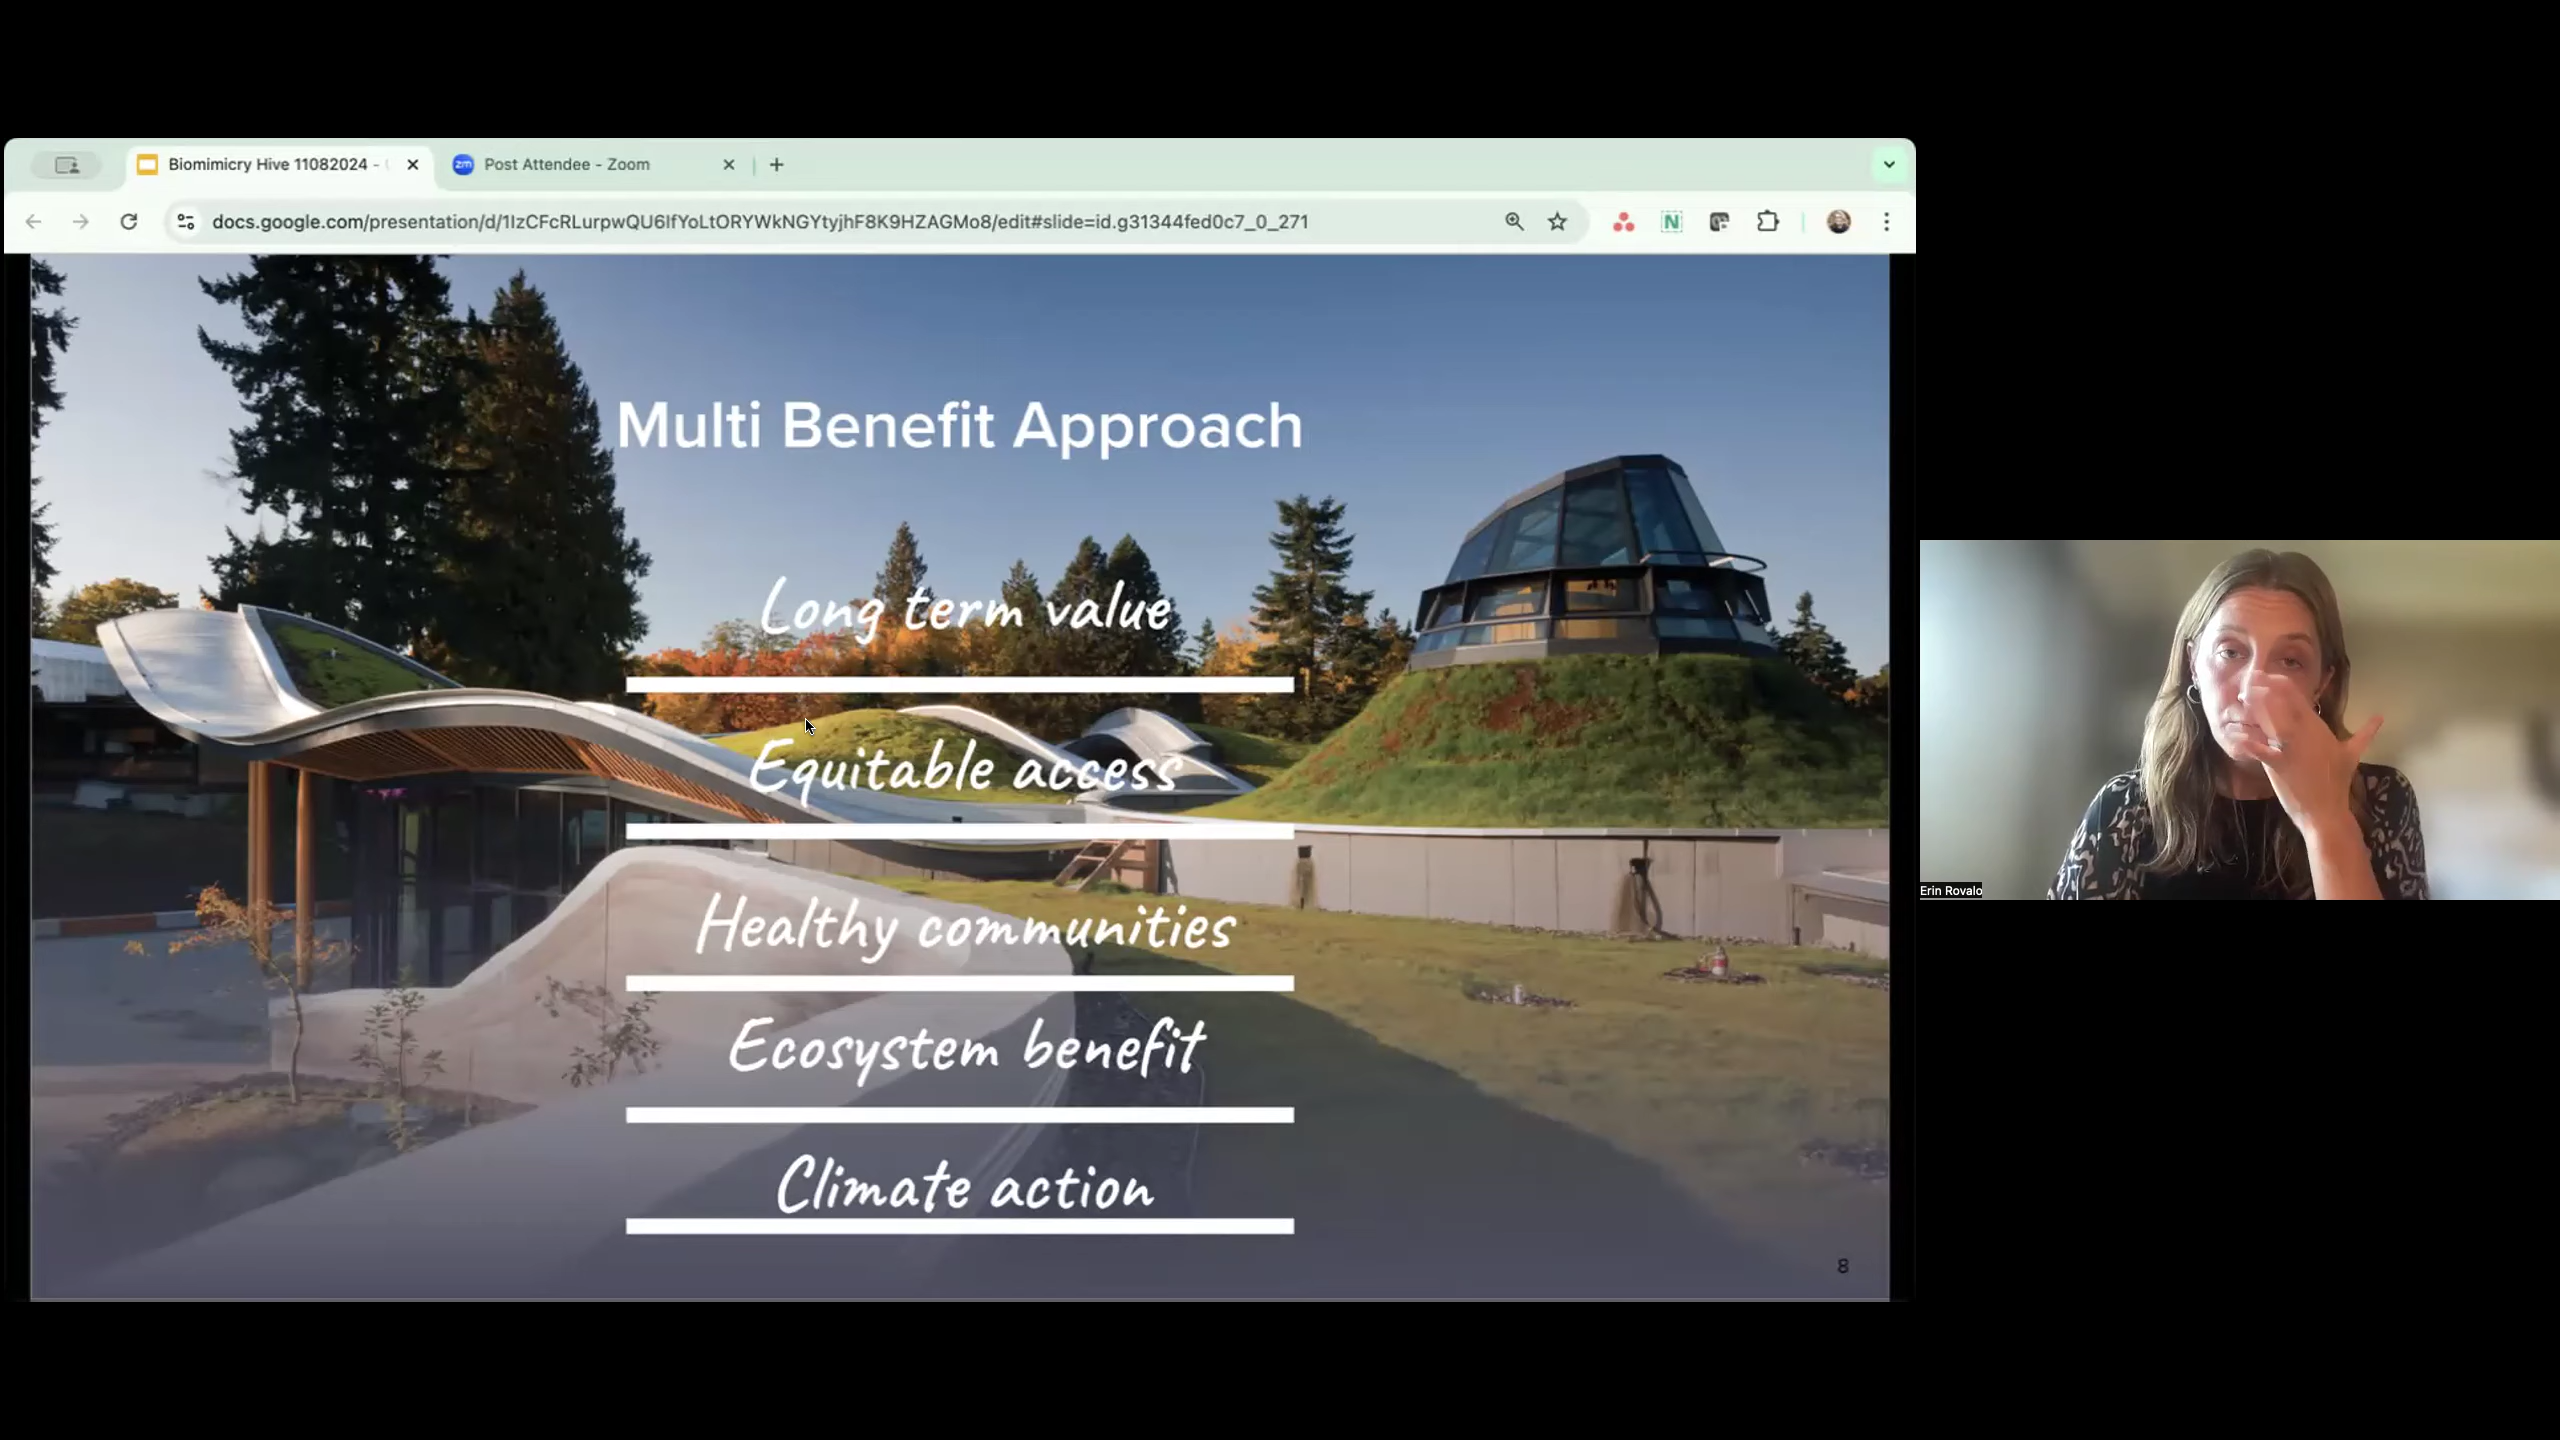 Biomimicry Hive 11082024 -
Post Attendee - Zoom
docs.google.com/presentation/d/1IzCFcRLurpwQU6IfYoLtORYWkNGYtyjhF8K9HZAGMo8/edit#slide=id.g31344fed0c7_0_271
Multi Benefit Approach
Long term value
Equitable access
Healthy communities
Ecosystem benefit
Climate action
8
Erin Rovalo